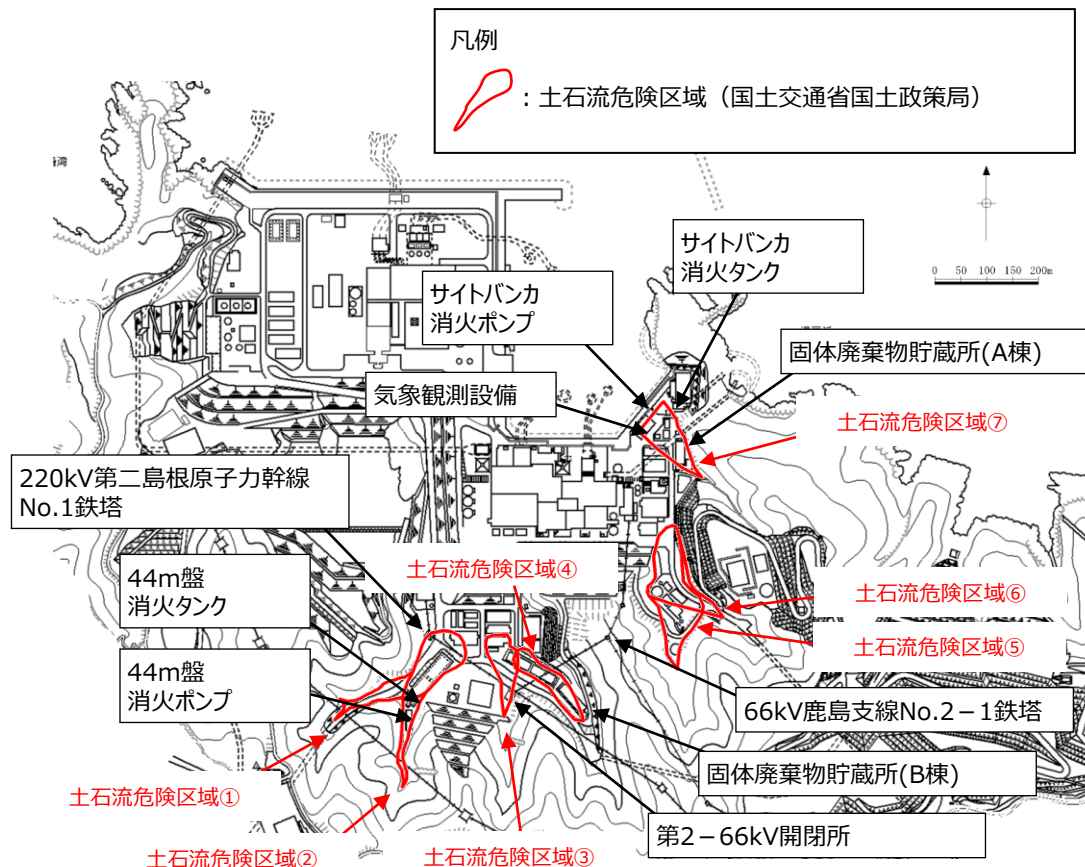 凡例
：土石流危険区域（国土交通省国土政策局）
サイトバンカ
消火タンク
0 50 100 150 200m
サイトバンカ
消火ポンプ
固体廃棄物貯蔵所(A棟)
気象観測設備
土石流危険区域⑦
220kV第二島根原子力幹線
No.1鉄塔
44m盤
消火タンク
土石流危険区域④
土石流危険区域⑥
土石流危険区域⑤
44m盤
消火ポンプ
66kV鹿島支線No.2－1鉄塔
固体廃棄物貯蔵所(B棟)
土石流危険区域①
第2－66kV開閉所
土石流危険区域②
土石流危険区域③